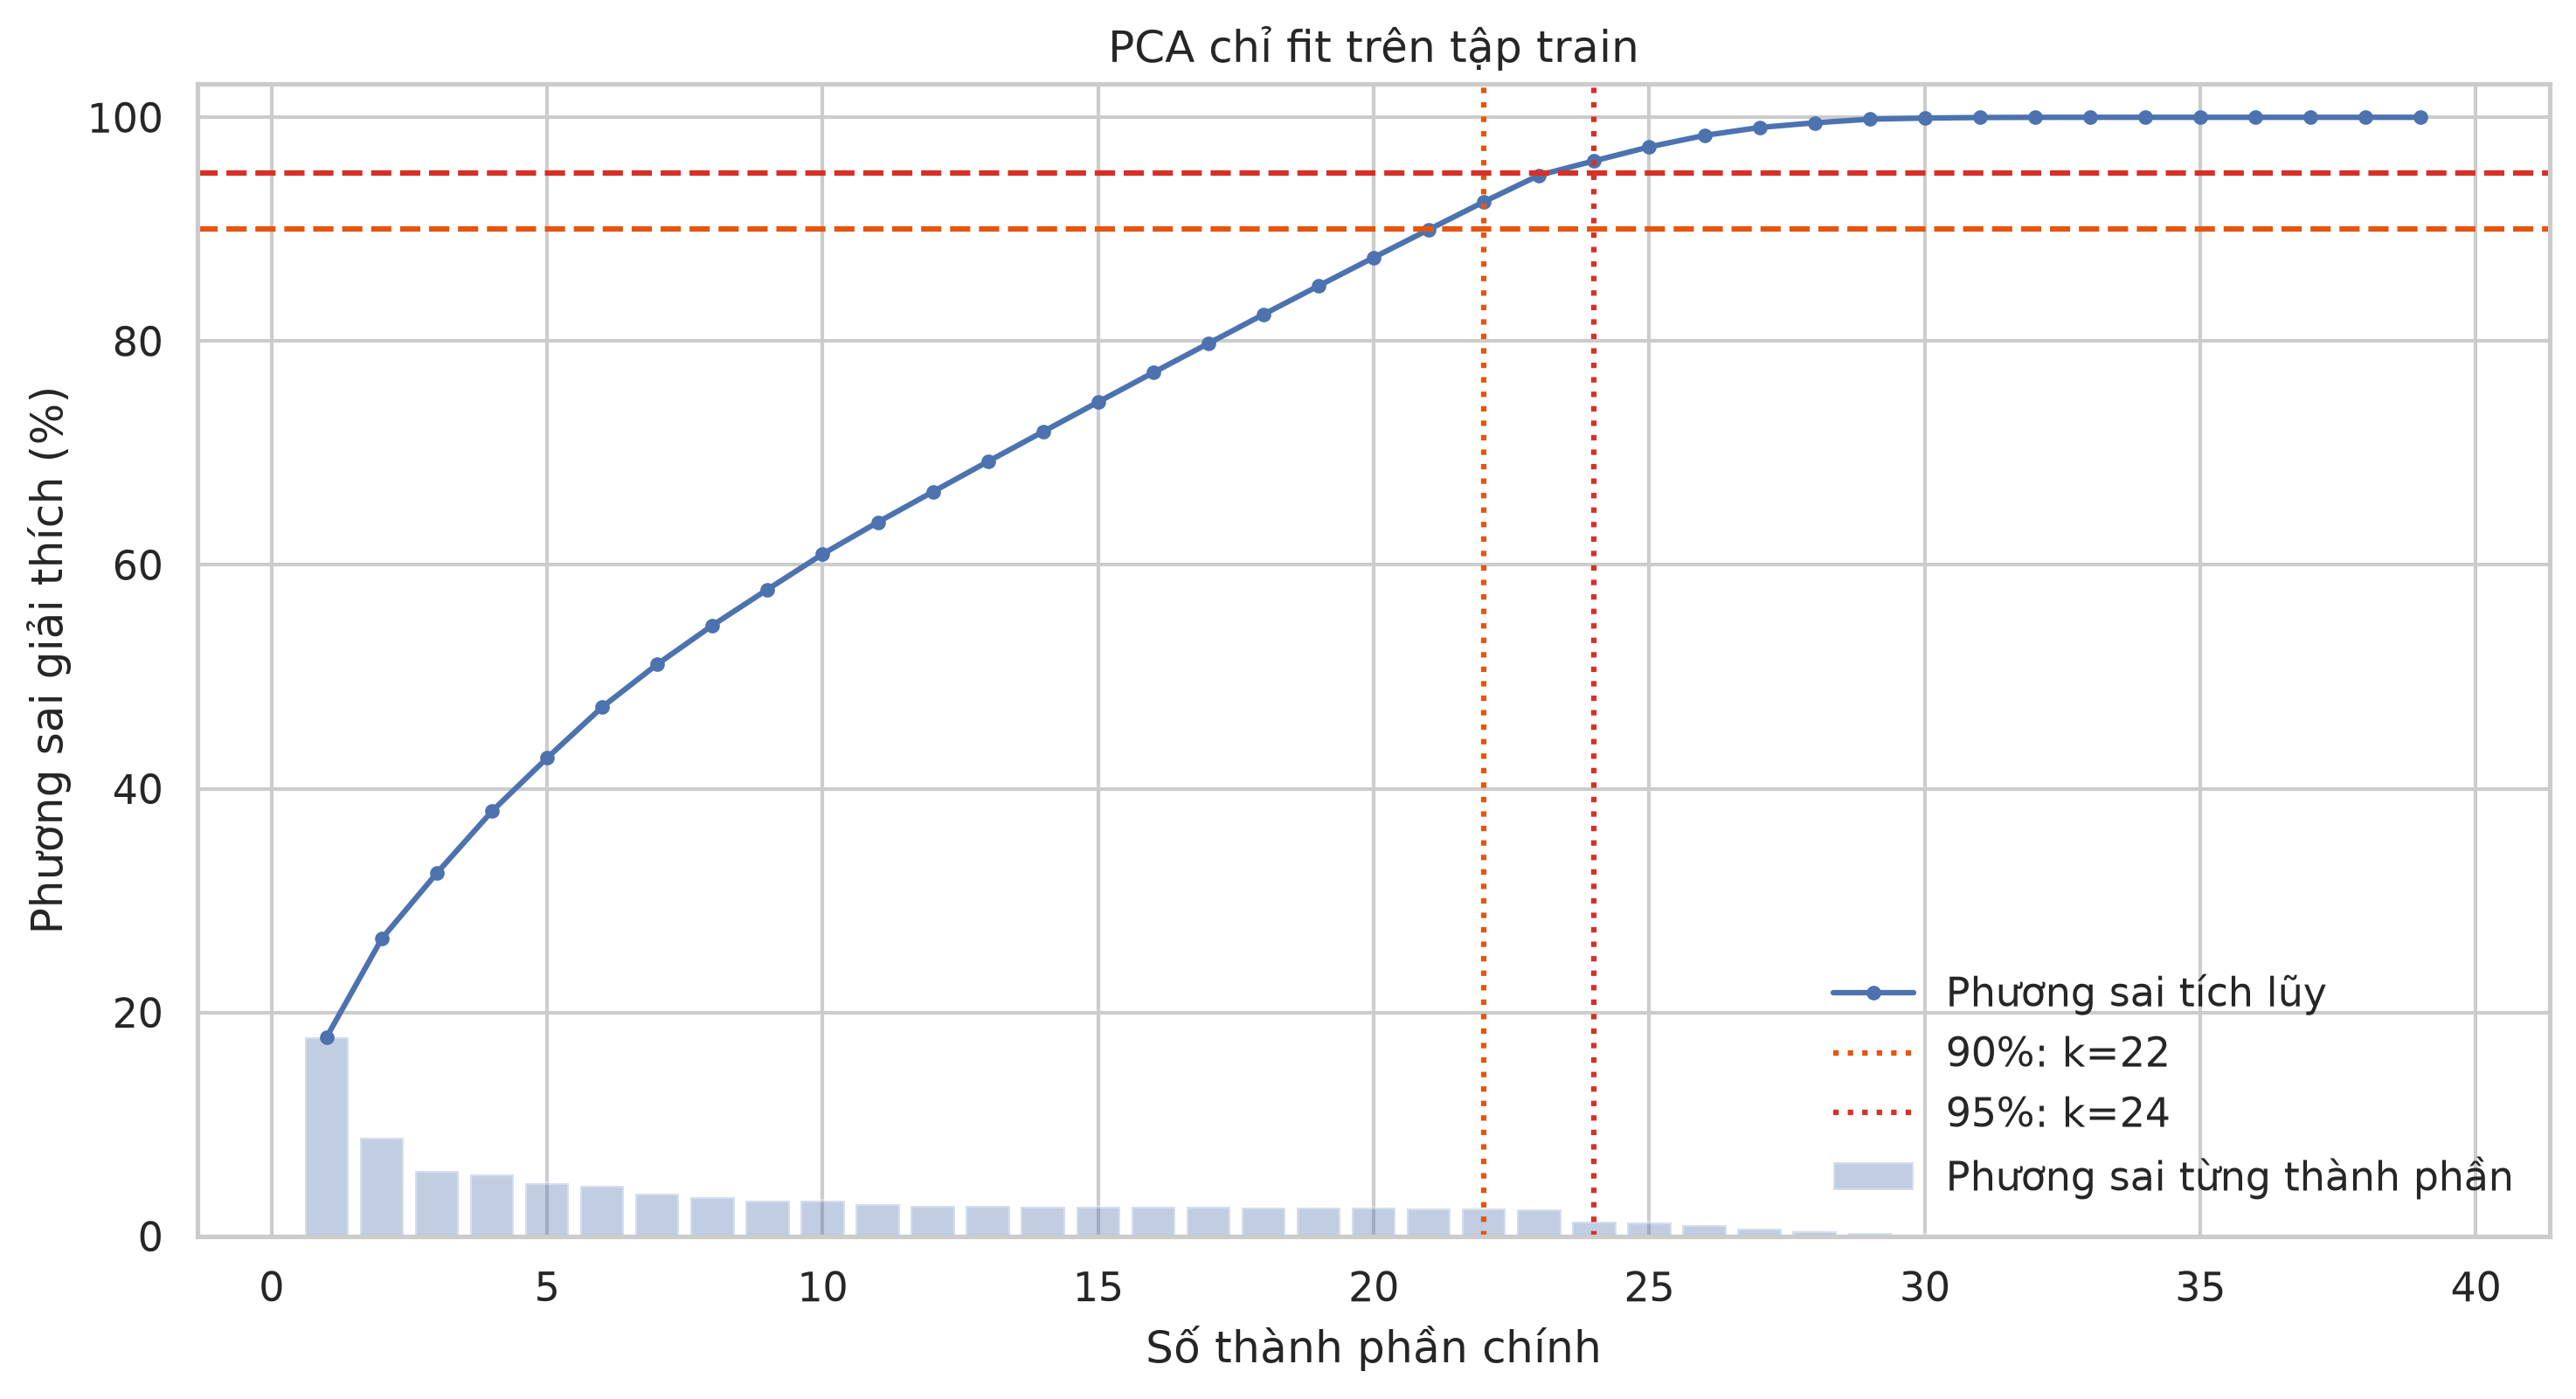 PCA chỉ fit trên tập train
Phương sai giải thích (%)
100
80
60
40
20
0
Phương sai tích lũy
90%: k=22
95%: k=24
Phương sai từng thành phần
0 5 10 15 20 25 30 35 40
Số thành phần chính